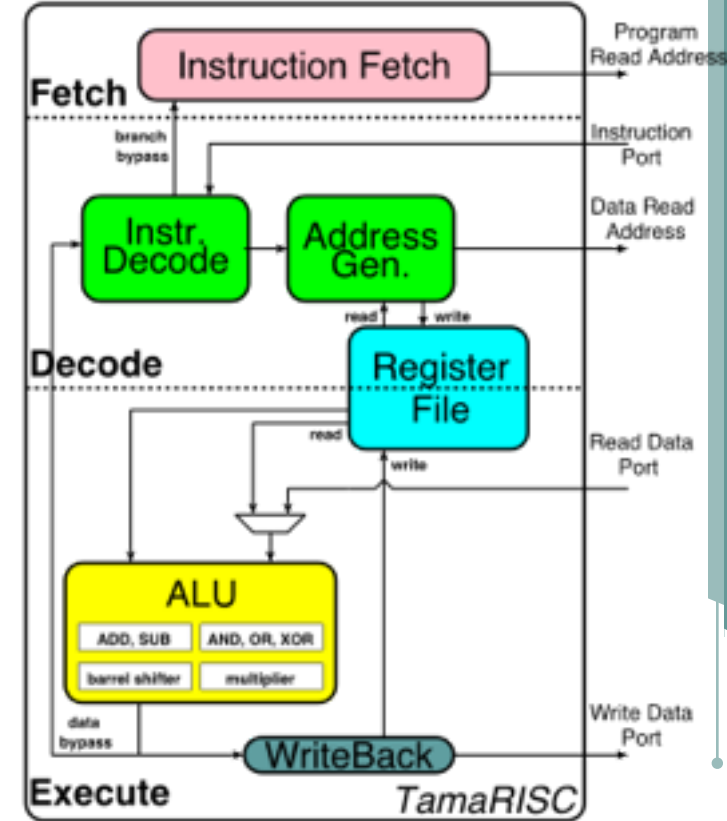 Program
Read Address
Instruction Fetch
Fetch
branch
bypass
Instruction
Port
Data Read
Address
Instr.
Decode
Address
Gen.
read
write
Decode
Register
File
read
write
Read Data
Port
ALU
ADD, SUB
AND, OR, XOR
barrel shifter
multiplier
data
bypass
Write Data
Port
WriteBack
Execute
TamaRISC